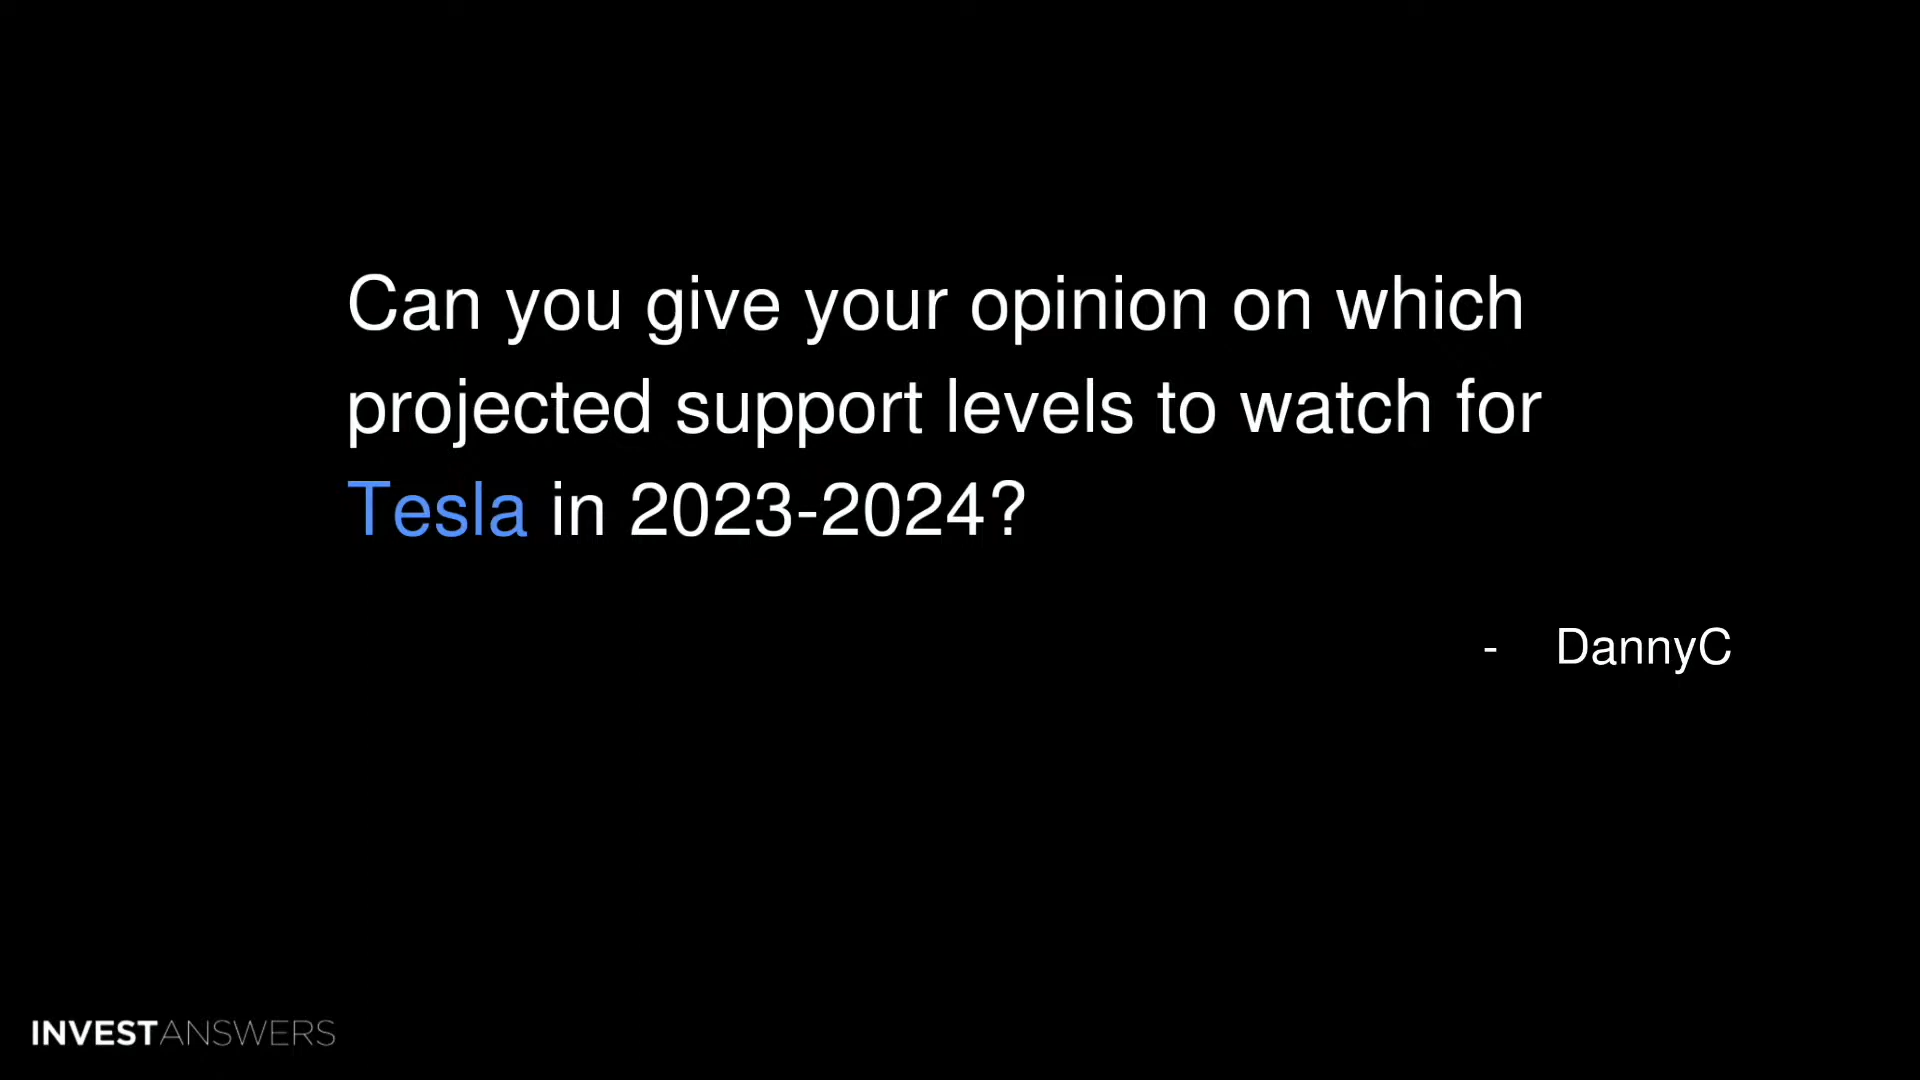 Can you give your opinion on which
projected support levels to watch for
Tesla in 2023-2024?
- DannyC
INVESTANSWERS